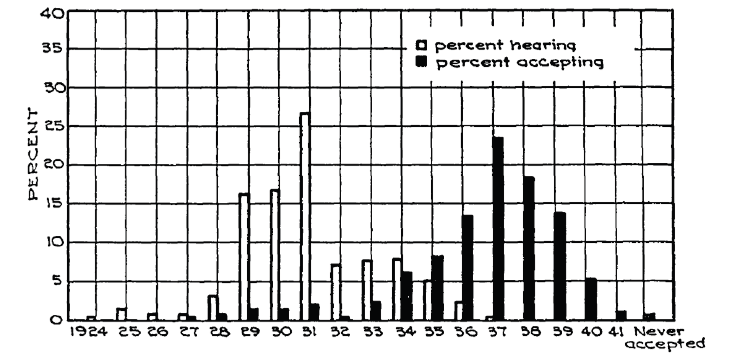 40
35
30
25
20
15
10
5
0
PERCENT
percent hearing
percent accepting
1924 25 26 27 28 29 30 31 32 33 34 35 36 37 38 39 40 41 Never
accepted